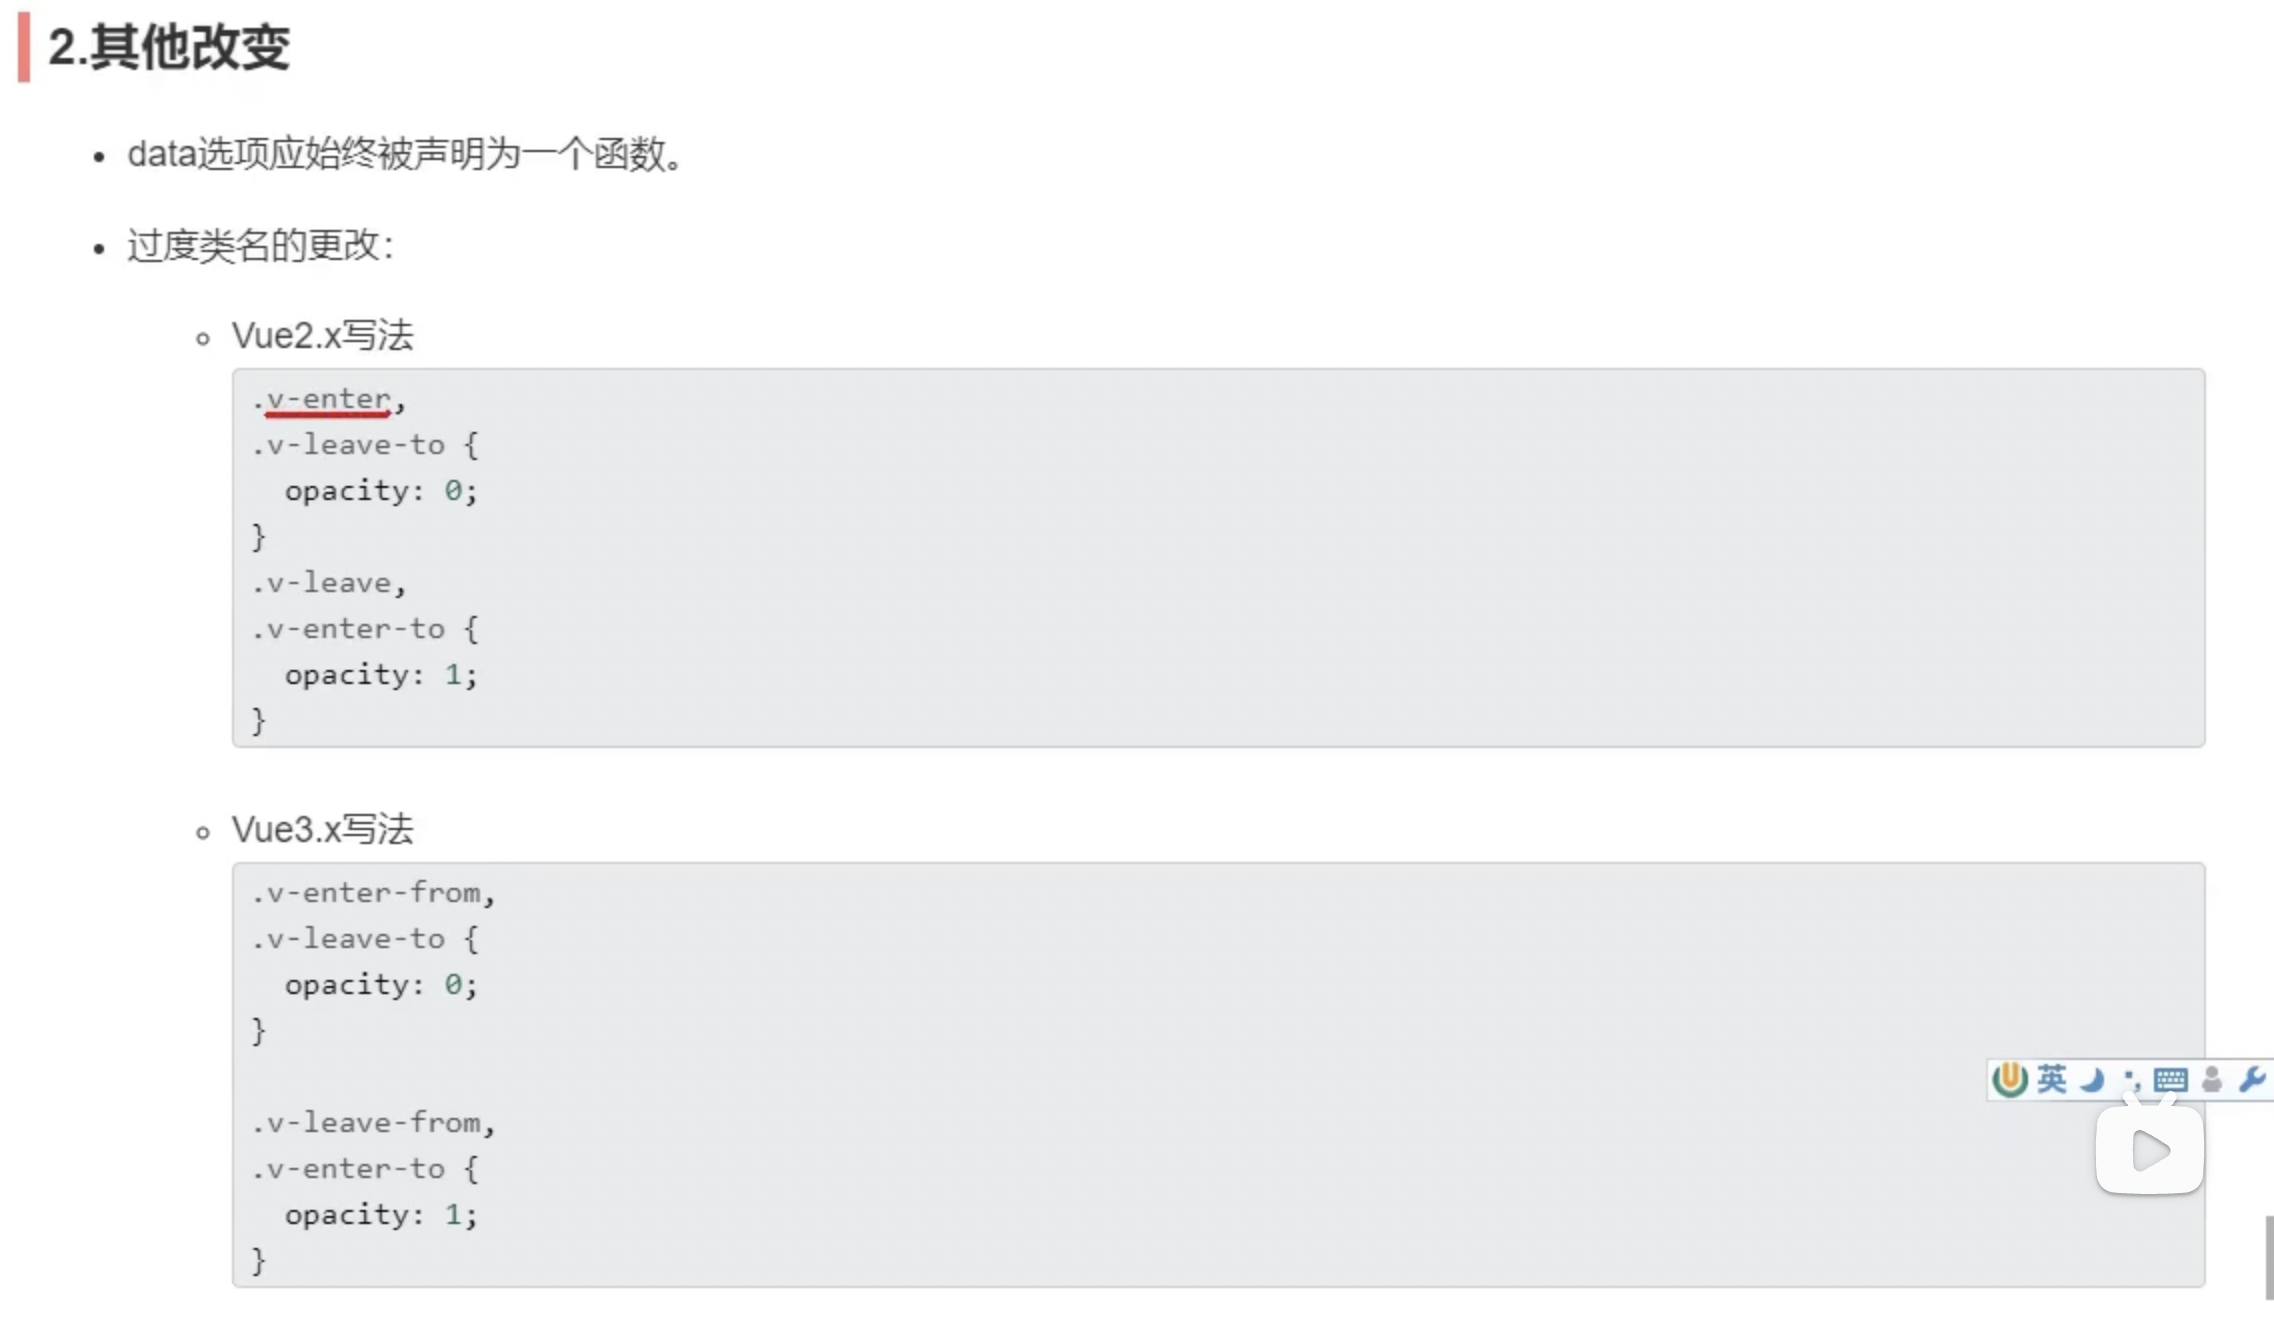 2.其他改变
data选项应始终被声明为一个函数。
过度类名的更改：
Vue2.x写法
.v-enter,
.v-leave-to {
  opacity: 0;
}
.v-leave,
.v-enter-to {
  opacity: 1;
}
Vue3.x写法
.v-enter-from,
.v-leave-to {
  opacity: 0;
}
.v-leave-from,
.v-enter-to {
  opacity: 1;
}
英